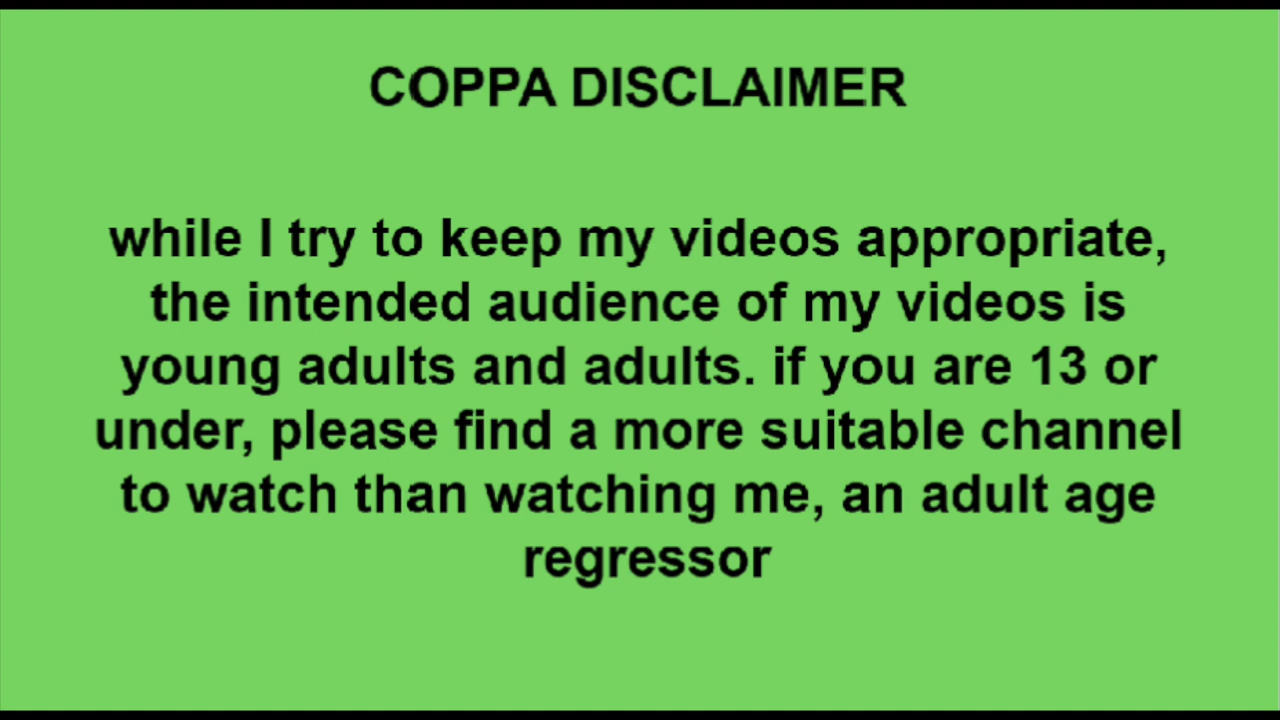 COPPA DISCLAIMER
while I try to keep my videos appropriate,
the intended audience of my videos is
young adults and adults. if you are 13 or
under, please find a more suitable channel
to watch than watching me, an adult age
regressor